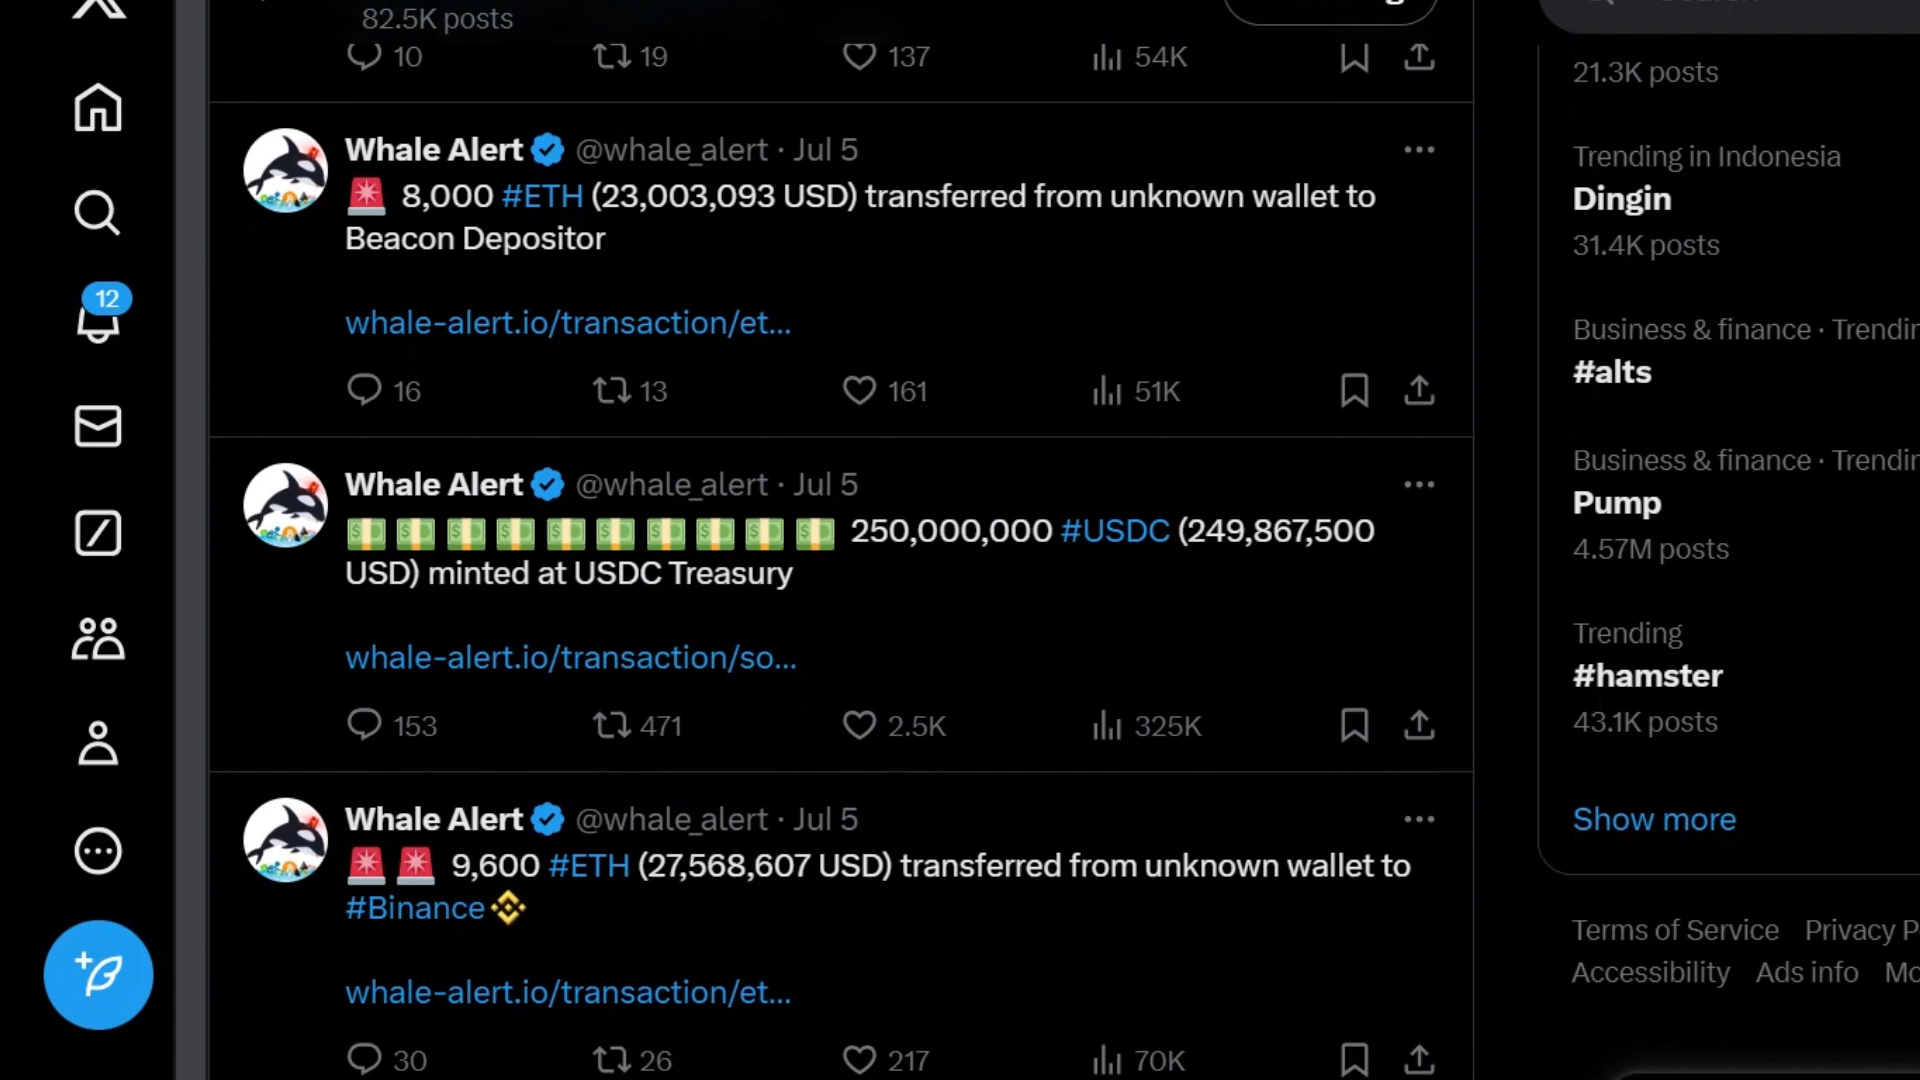 82.5K posts
10 19 137 54K
Whale Alert @whale_alert · Jul 5
🚨 8,000 #ETH (23,003,093 USD) transferred from unknown wallet to
Beacon Depositor
whale-alert.io/transaction/et...
16 13 161 51K
Whale Alert @whale_alert · Jul 5
💵 💵 💵 💵 💵 💵 💵 💵 💵 💵 250,000,000 #USDC (249,867,500
USD) minted at USDC Treasury
whale-alert.io/transaction/so...
153 471 2.5K 325K
Whale Alert @whale_alert · Jul 5
🚨 🚨 9,600 #ETH (27,568,607 USD) transferred from unknown wallet to
#Binance
whale-alert.io/transaction/et...
30 26 217 70K
12
21.3K posts
Trending in Indonesia
Dingin
31.4K posts
Business & finance · Trendin
#alts
Business & finance · Trendin
Pump
4.57M posts
Trending
#hamster
43.1K posts
Show more
Terms of Service Privacy P
Accessibility Ads info Mo